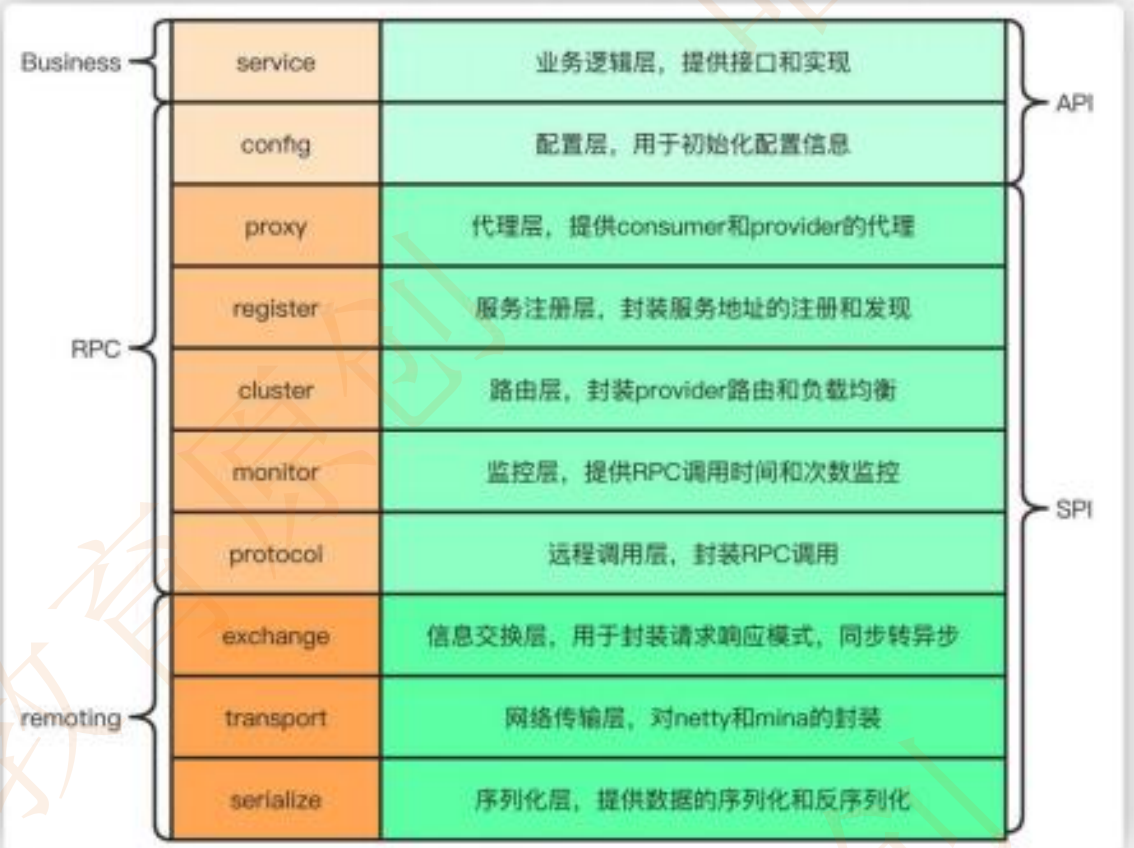 Business
service
业务逻辑层，提供接口和实现
API
config
配置层，用于初始化配置信息
proxy
代理层，提供consumer和provider的代理
register
服务注册层，封装服务地址的注册和发现
RPC
cluster
路由层，封装provider路由和负载均衡
monitor
监控层，提供RPC调用时间和次数监控
SPI
protocol
远程调用层，封装RPC调用
exchange
信息交换层，用于封装请求响应模式，同步转异步
remoting
transport
网络传输层，对netty和mina的封装
serialize
序列化层，提供数据的序列化和反序列化
教育原创